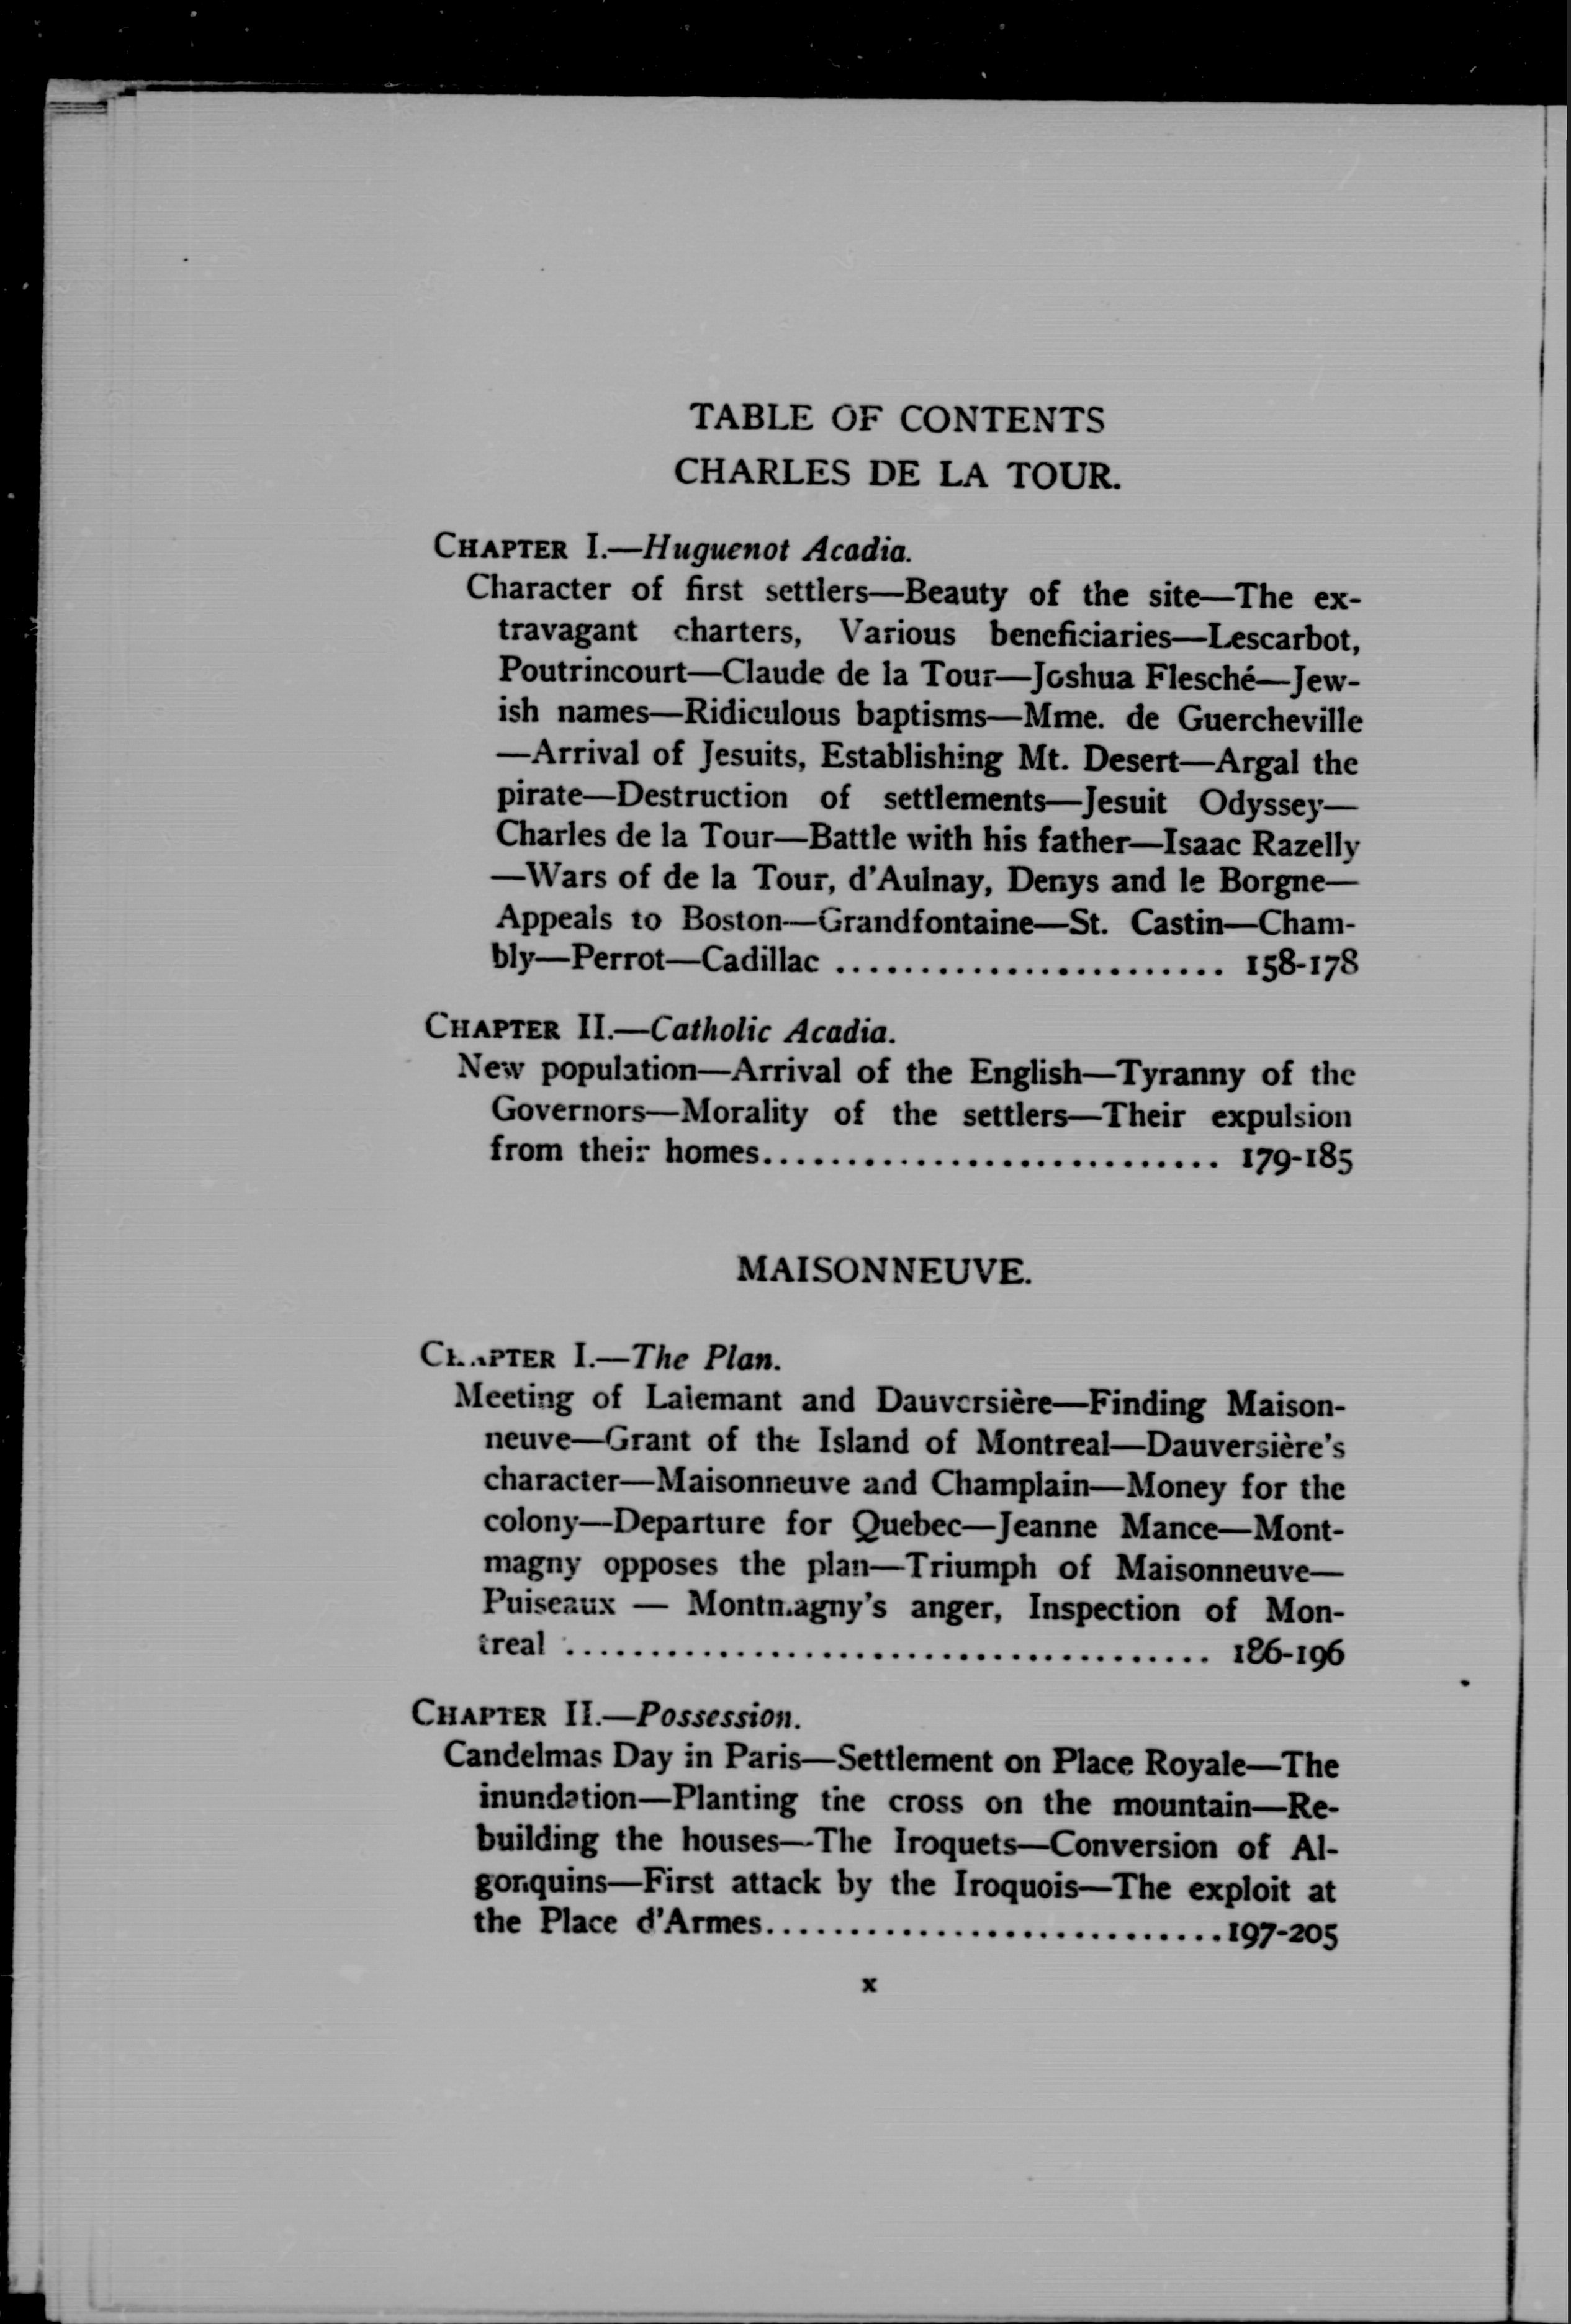 TABLE OF CONTENTS
CHARLES DE LA TOUR.
CHAPTER I.—Huguenot Acadia.
Character of first settlers—Beauty of the site—The ex-
travagant charters, Various beneficiaries—Lescarbot,
Poutrincourt—Claude de la Tour—Joshua Flesché—Jew-
ish names—Ridiculous baptisms—Mme. de Guercheville
—Arrival of Jesuits, Establishing Mt. Desert—Argal the
pirate—Destruction of settlements—Jesuit Odyssey—
Charles de la Tour—Battle with his father—Isaac Razelly
—Wars of de la Tour, d'Aulnay, Denys and le Borgne—
Appeals to Boston—Grandfontaine—St. Castin—Cham-
bly—Perrot—Cadillac ........................ 158-178
CHAPTER II.—Catholic Acadia.
New population—Arrival of the English—Tyranny of the
Governors—Morality of the settlers—Their expulsion
from their homes............................ 179-185
MAISONNEUVE.
CHAPTER I.—The Plan.
Meeting of Lalemant and Dauversière—Finding Maison-
neuve—Grant of the Island of Montreal—Dauversière's
character—Maisonneuve and Champlain—Money for the
colony—Departure for Quebec—Jeanne Mance—Mont-
magny opposes the plan—Triumph of Maisonneuve—
Puiseaux — Montmagny's anger, Inspection of Mon-
treal ....................................... 186-196
CHAPTER II.—Possession.
Candelmas Day in Paris—Settlement on Place Royale—The
inundation—Planting the cross on the mountain—Re-
building the houses—The Iroquets—Conversion of Al-
gonquins—First attack by the Iroquois—The exploit at
the Place d'Armes............................197-205
x